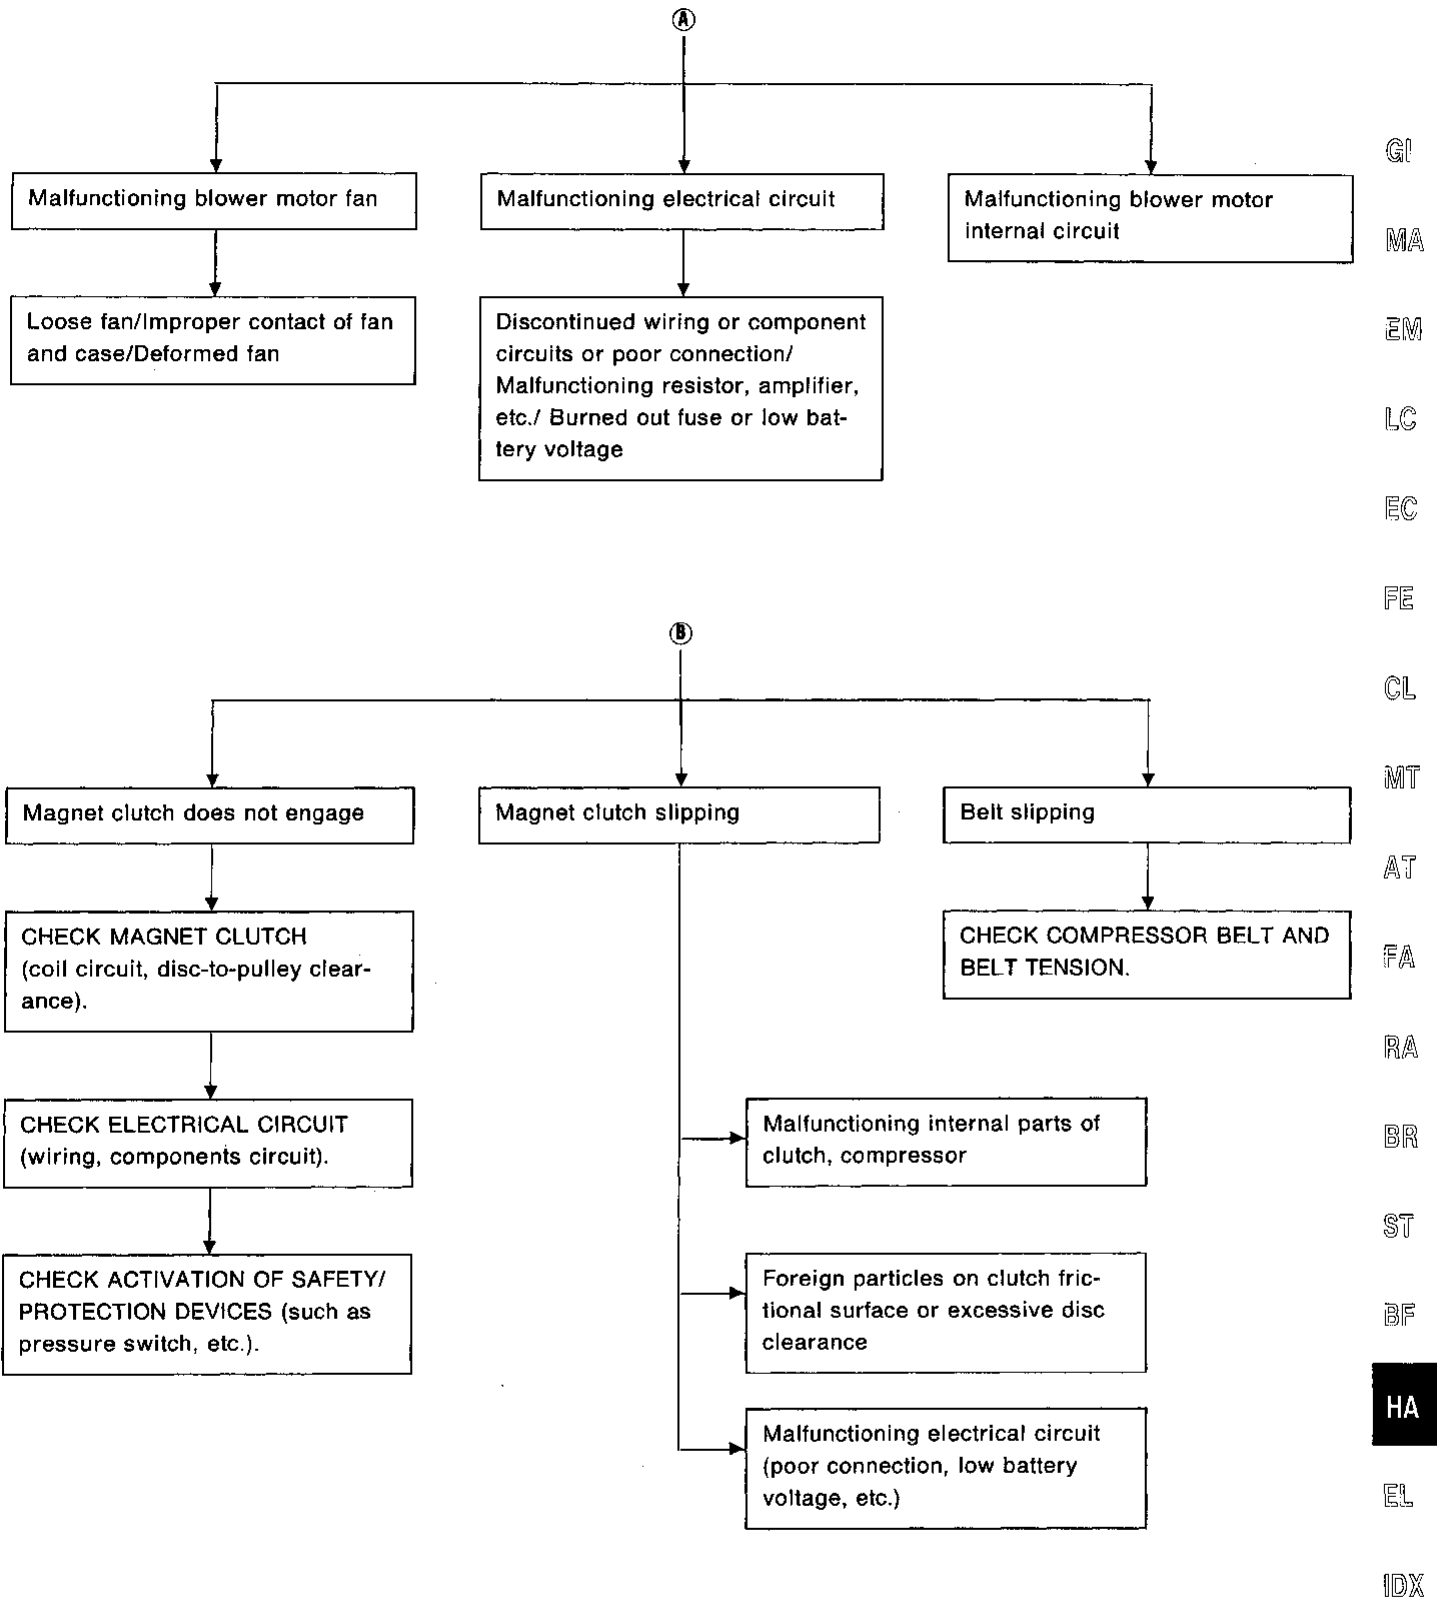 A
Malfunctioning blower motor fan
Malfunctioning electrical circuit
Malfunctioning blower motor
internal circuit
Loose fan/Improper contact of fan
and case/Deformed fan
Discontinued wiring or component
circuits or poor connection/
Malfunctioning resistor, amplifier,
etc./ Burned out fuse or low bat-
tery voltage
B
Magnet clutch does not engage
Magnet clutch slipping
Belt slipping
CHECK MAGNET CLUTCH
(coil circuit, disc-to-pulley clear-
ance).
CHECK COMPRESSOR BELT AND
BELT TENSION.
CHECK ELECTRICAL CIRCUIT
(wiring, components circuit).
Malfunctioning internal parts of
clutch, compressor
CHECK ACTIVATION OF SAFETY/
PROTECTION DEVICES (such as
pressure switch, etc.).
Foreign particles on clutch fric-
tional surface or excessive disc
clearance
Malfunctioning electrical circuit
(poor connection, low battery
voltage, etc.)
GI
MA
EM
LC
EC
FE
CL
MT
AT
FA
RA
BR
ST
BF
HA
EL
IDX